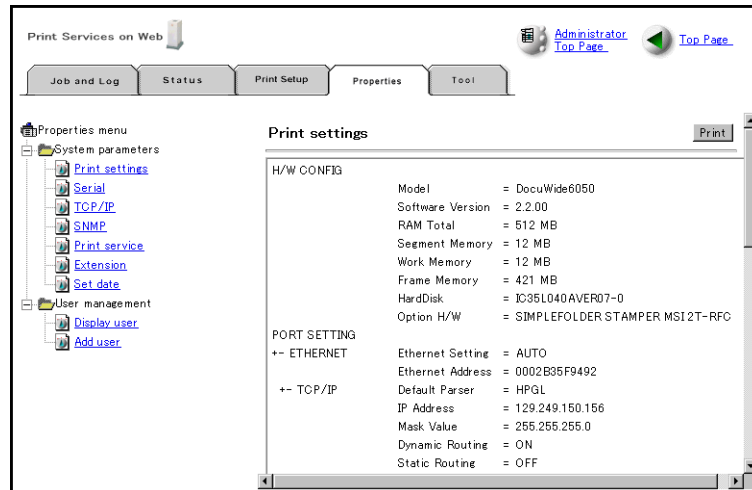 Print Services on Web
Administrator
Top Page
Top Page
Job and Log
Status
Print Setup
Properties
Tool
Properties menu
System parameters
Print settings
Serial
TCP/IP
SNMP
Print service
Extension
Set date
User management
Display user
Add user
Print settings
Print
H/W CONFIG
Model = DocuWide6050
Software Version = 2.2.00
RAM Total = 512 MB
Segment Memory = 12 MB
Work Memory = 12 MB
Frame Memory = 421 MB
HardDisk = IC35L040AVER07-0
Option H/W = SIMPLEFOLDER STAMPER MSI 2T-RFC
PORT SETTING
+- ETHERNET Ethernet Setting = AUTO
Ethernet Address = 0002B35F9492
+- TCP/IP Default Parser = HPGL
IP Address = 129.249.150.156
Mask Value = 255.255.255.0
Dynamic Routing = ON
Static Routing = OFF